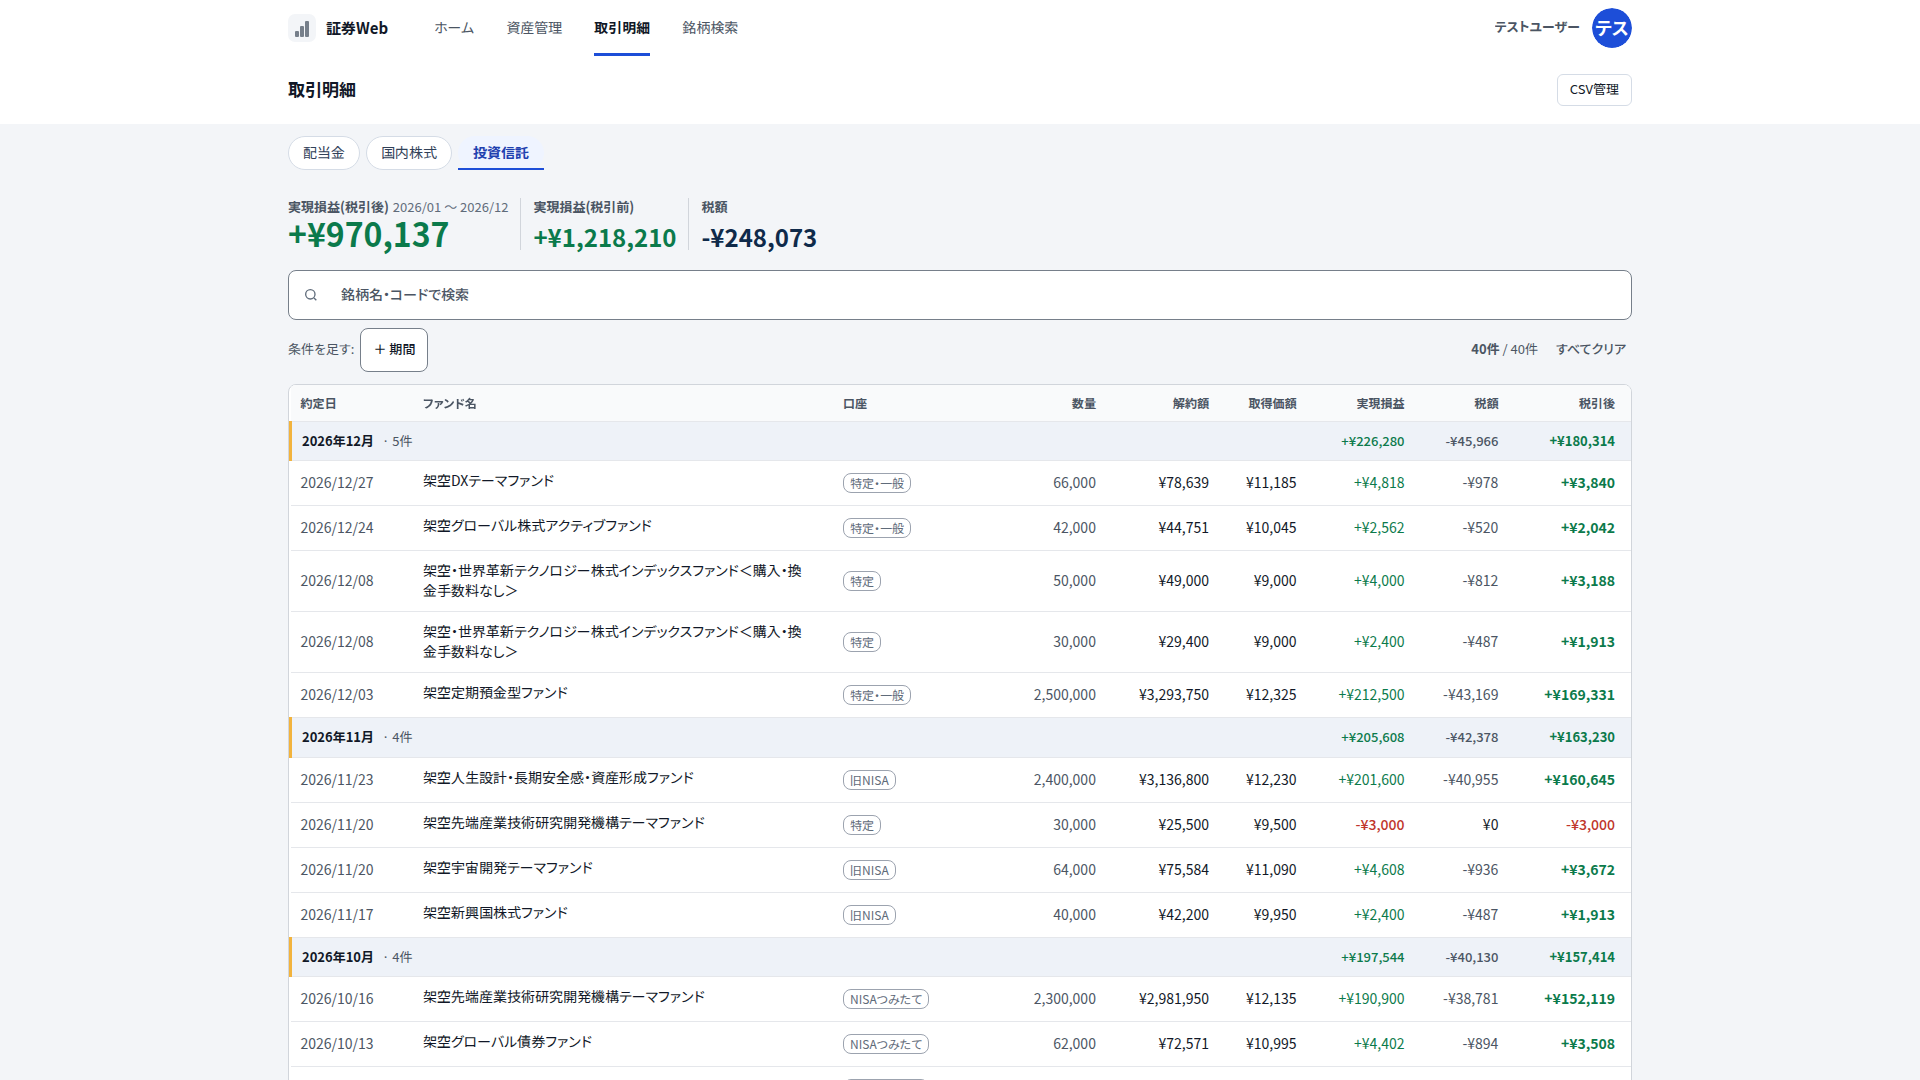 証券Web ホーム 資産管理 取引明細 銘柄検索 テストユーザー テス
取引明細 CSV管理
配当金 国内株式 投資信託
実現損益(税引後) 2026/01 〜 2026/12 実現損益(税引前) 税額
+¥970,137 +¥1,218,210 -¥248,073
銘柄名・コードで検索
条件を足す: + 期間 40件 / 40件 すべてクリア
約定日 ファンド名 口座 数量 解約額 取得価額 実現損益 税額 税引後
2026年12月 · 5件 +¥226,280 -¥45,966 +¥180,314
2026/12/27 架空DXテーマファンド 特定・一般 66,000 ¥78,639 ¥11,185 +¥4,818 -¥978 +¥3,840
2026/12/24 架空グローバル株式アクティブファンド 特定・一般 42,000 ¥44,751 ¥10,045 +¥2,562 -¥520 +¥2,042
2026/12/08 架空・世界革新テクノロジー株式インデックスファンド＜購入・換
金手数料なし＞ 特定 50,000 ¥49,000 ¥9,000 +¥4,000 -¥812 +¥3,188
2026/12/08 架空・世界革新テクノロジー株式インデックスファンド＜購入・換
金手数料なし＞ 特定 30,000 ¥29,400 ¥9,000 +¥2,400 -¥487 +¥1,913
2026/12/03 架空定期預金型ファンド 特定・一般 2,500,000 ¥3,293,750 ¥12,325 +¥212,500 -¥43,169 +¥169,331
2026年11月 · 4件 +¥205,608 -¥42,378 +¥163,230
2026/11/23 架空人生設計・長期安全感・資産形成ファンド 旧NISA 2,400,000 ¥3,136,800 ¥12,230 +¥201,600 -¥40,955 +¥160,645
2026/11/20 架空先端産業技術研究開発機構テーマファンド 特定 30,000 ¥25,500 ¥9,500 -¥3,000 ¥0 -¥3,000
2026/11/20 架空宇宙開発テーマファンド 旧NISA 64,000 ¥75,584 ¥11,090 +¥4,608 -¥936 +¥3,672
2026/11/17 架空新興国株式ファンド 旧NISA 40,000 ¥42,200 ¥9,950 +¥2,400 -¥487 +¥1,913
2026年10月 · 4件 +¥197,544 -¥40,130 +¥157,414
2026/10/16 架空先端産業技術研究開発機構テーマファンド NISAつみたて 2,300,000 ¥2,981,950 ¥12,135 +¥190,900 -¥38,781 +¥152,119
2026/10/13 架空グローバル債券ファンド NISAつみたて 62,000 ¥72,571 ¥10,995 +¥4,402 -¥894 +¥3,508